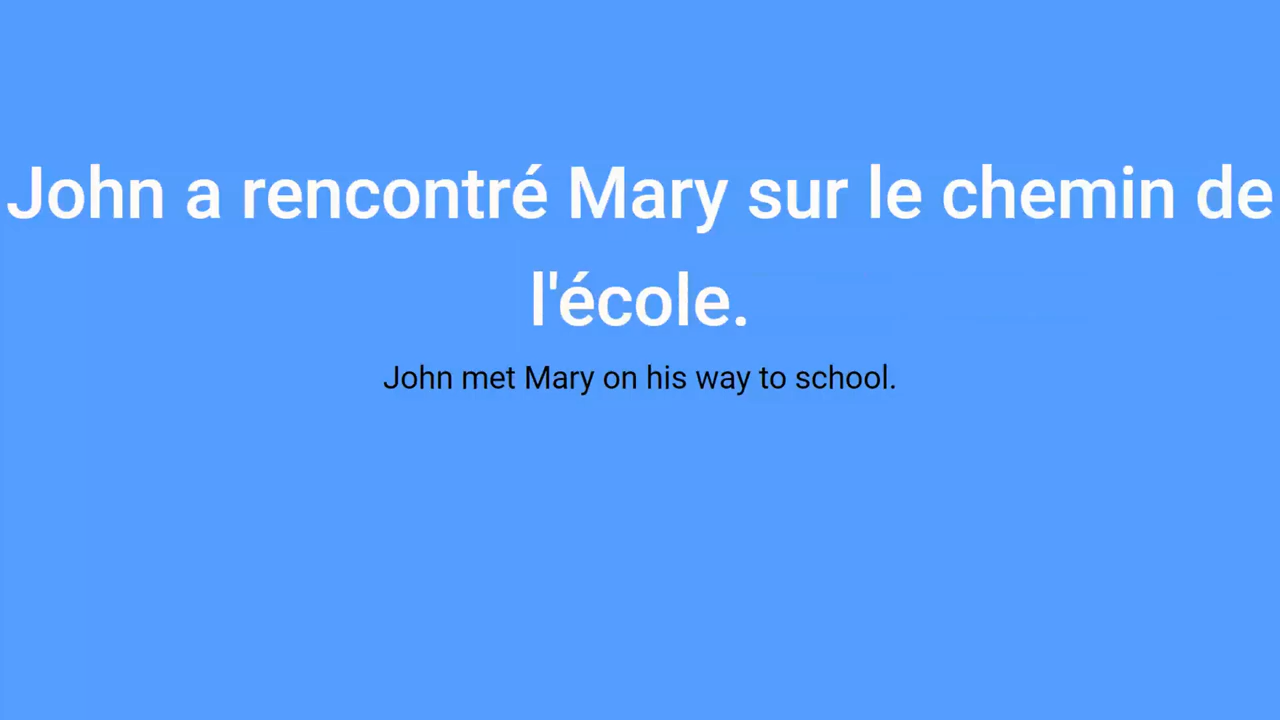 John a rencontré Mary sur le chemin de
l'école.
John met Mary on his way to school.